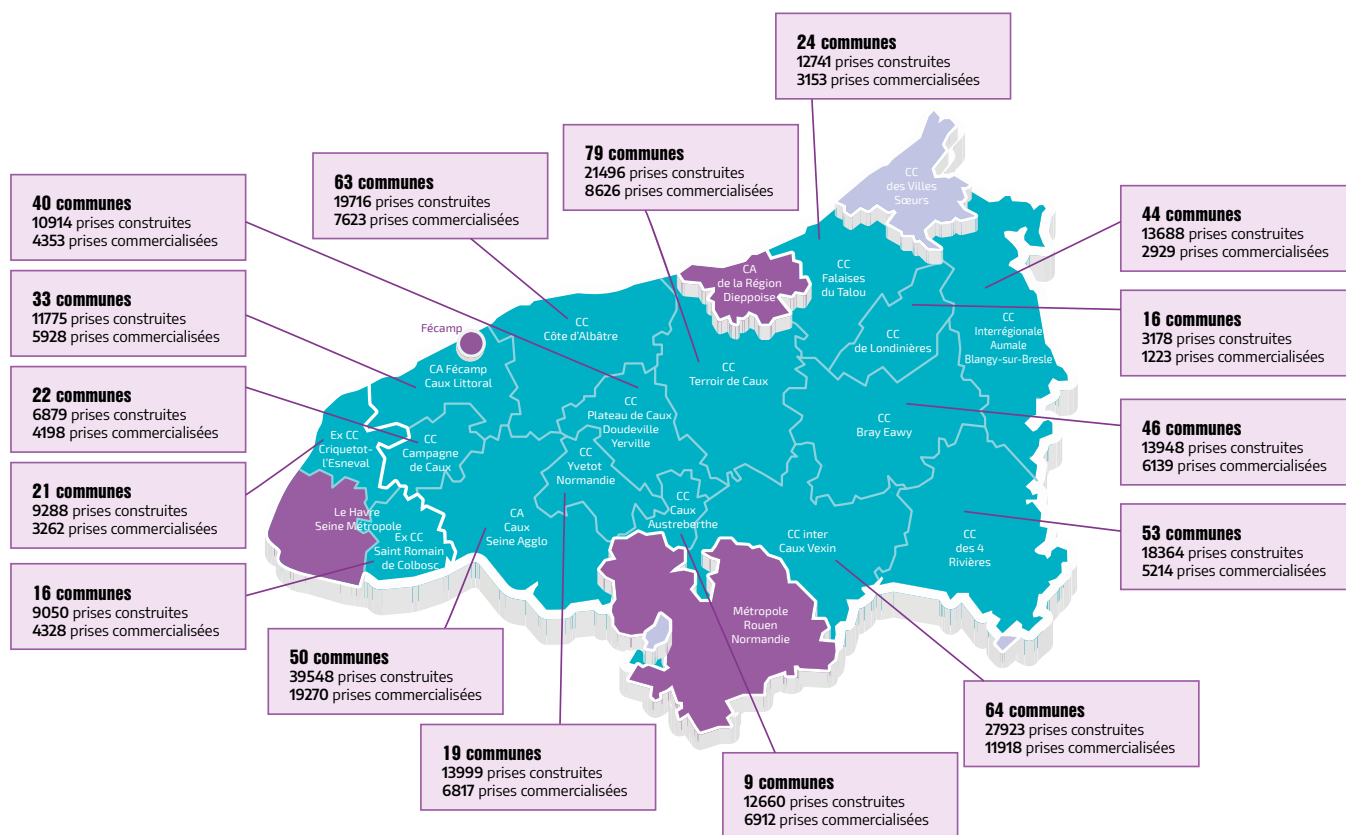 24 communes
12741 prises construites
3153 prises commercialisées
79 communes
21496 prises construites
8626 prises commercialisées
63 communes
19716 prises construites
7623 prises commercialisées
40 communes
10914 prises construites
4353 prises commercialisées
33 communes
11775 prises construites
5928 prises commercialisées
22 communes
6879 prises construites
4198 prises commercialisées
21 communes
9288 prises construites
3262 prises commercialisées
16 communes
9050 prises construites
4328 prises commercialisées
50 communes
39548 prises construites
19270 prises commercialisées
19 communes
13999 prises construites
6817 prises commercialisées
9 communes
12660 prises construites
6912 prises commercialisées
64 communes
27923 prises construites
11918 prises commercialisées
53 communes
18364 prises construites
5214 prises commercialisées
46 communes
13948 prises construites
6139 prises commercialisées
16 communes
3178 prises construites
1223 prises commercialisées
44 communes
13688 prises construites
2929 prises commercialisées
CC
des Villes
Sœurs
CA
de la Région
Dieppoise
CC
Falaises
du Talou
CC
de Londinières
CC
Interrégionale
Aumale
Blangy-sur-Bresle
Fécamp
CC
Côte d'Albâtre
CA Fécamp
Caux Littoral
CC
Terroir de Caux
CC
Plateau de Caux
Doudeville
Yerville
CC
Bray Eawy
Ex CC
Criquetot-
l'Esneval
CC
Campagne
de Caux
CC
Yvetot
Normandie
Le Havre
Seine Métropole
Ex CC
Saint Romain
de Colbosc
CA
Caux
Seine Agglo
CC
Caux
Austreberthe
CC inter
Caux Vexin
CC
des 4
Rivières
Métropole
Rouen
Normandie